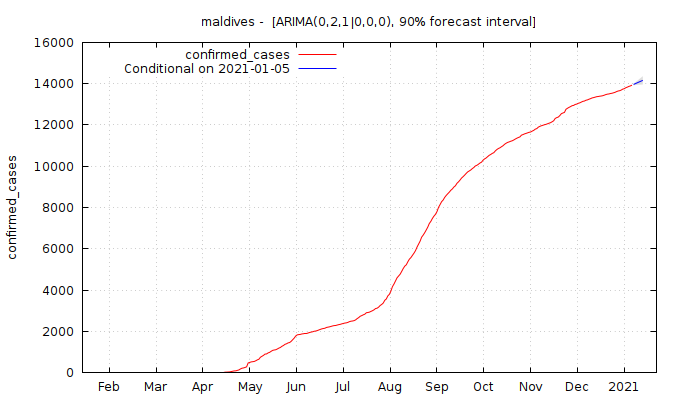 maldives -  [ARIMA(0,2,1|0,0,0), 90% forecast interval]
confirmed_cases
Conditional on 2021-01-05
confirmed_cases
16000
14000
12000
10000
8000
6000
4000
2000
0
Feb Mar Apr May Jun Jul Aug Sep Oct Nov Dec 2021